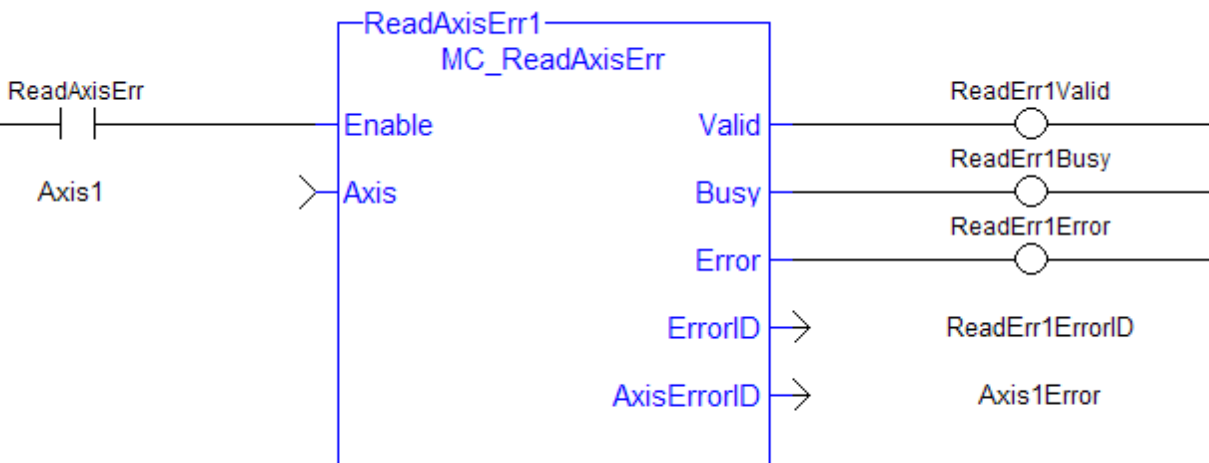 ReadAxisErr1
MC_ReadAxisErr
ReadAxisErr
ReadErr1Valid
Enable
Valid
ReadErr1Busy
Axis1
Axis
Busy
ReadErr1Error
Error
ErrorID
ReadErr1ErrorID
AxisErrorID
Axis1Error